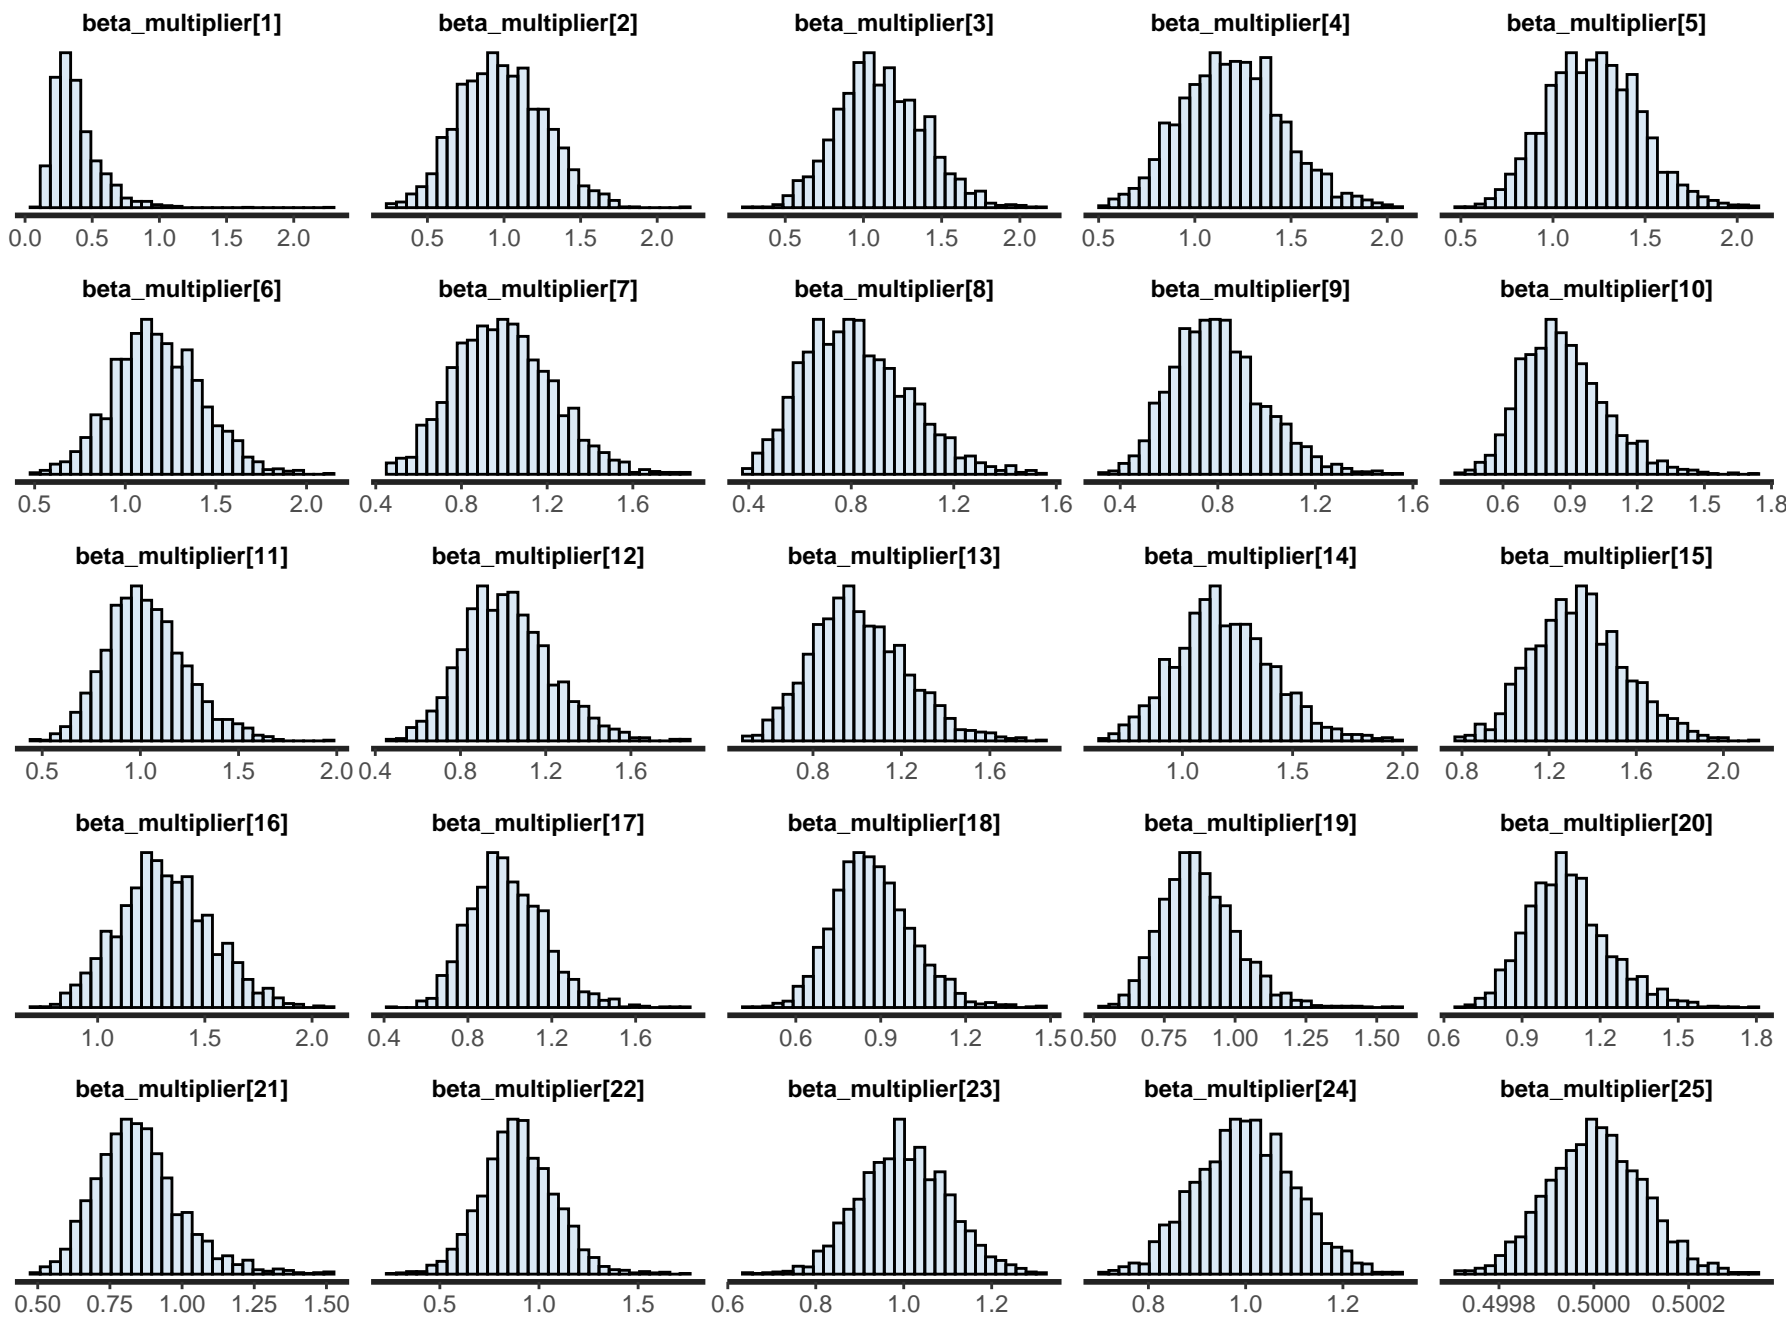 beta_multiplier[1] beta_multiplier[2] beta_multiplier[3] beta_multiplier[4] beta_multiplier[5]
0.0 0.5 1.0 1.5 2.0 0.5 1.0 1.5 2.0 0.5 1.0 1.5 2.0 0.5 1.0 1.5 2.0 0.5 1.0 1.5 2.0
beta_multiplier[6] beta_multiplier[7] beta_multiplier[8] beta_multiplier[9] beta_multiplier[10]
0.5 1.0 1.5 2.0 0.4 0.8 1.2 1.6 0.4 0.8 1.2 1.6 0.4 0.8 1.2 1.6 0.6 0.9 1.2 1.5 1.8
beta_multiplier[11] beta_multiplier[12] beta_multiplier[13] beta_multiplier[14] beta_multiplier[15]
0.5 1.0 1.5 2.0 0.4 0.8 1.2 1.6 0.8 1.2 1.6 1.0 1.5 2.0 0.8 1.2 1.6 2.0
beta_multiplier[16] beta_multiplier[17] beta_multiplier[18] beta_multiplier[19] beta_multiplier[20]
1.0 1.5 2.0 0.4 0.8 1.2 1.6 0.6 0.9 1.2 1.5 0.50 0.75 1.00 1.25 1.50 0.6 0.9 1.2 1.5 1.8
beta_multiplier[21] beta_multiplier[22] beta_multiplier[23] beta_multiplier[24] beta_multiplier[25]
0.50 0.75 1.00 1.25 1.50 0.5 1.0 1.5 0.6 0.8 1.0 1.2 0.8 1.0 1.2 0.4998 0.5000 0.5002